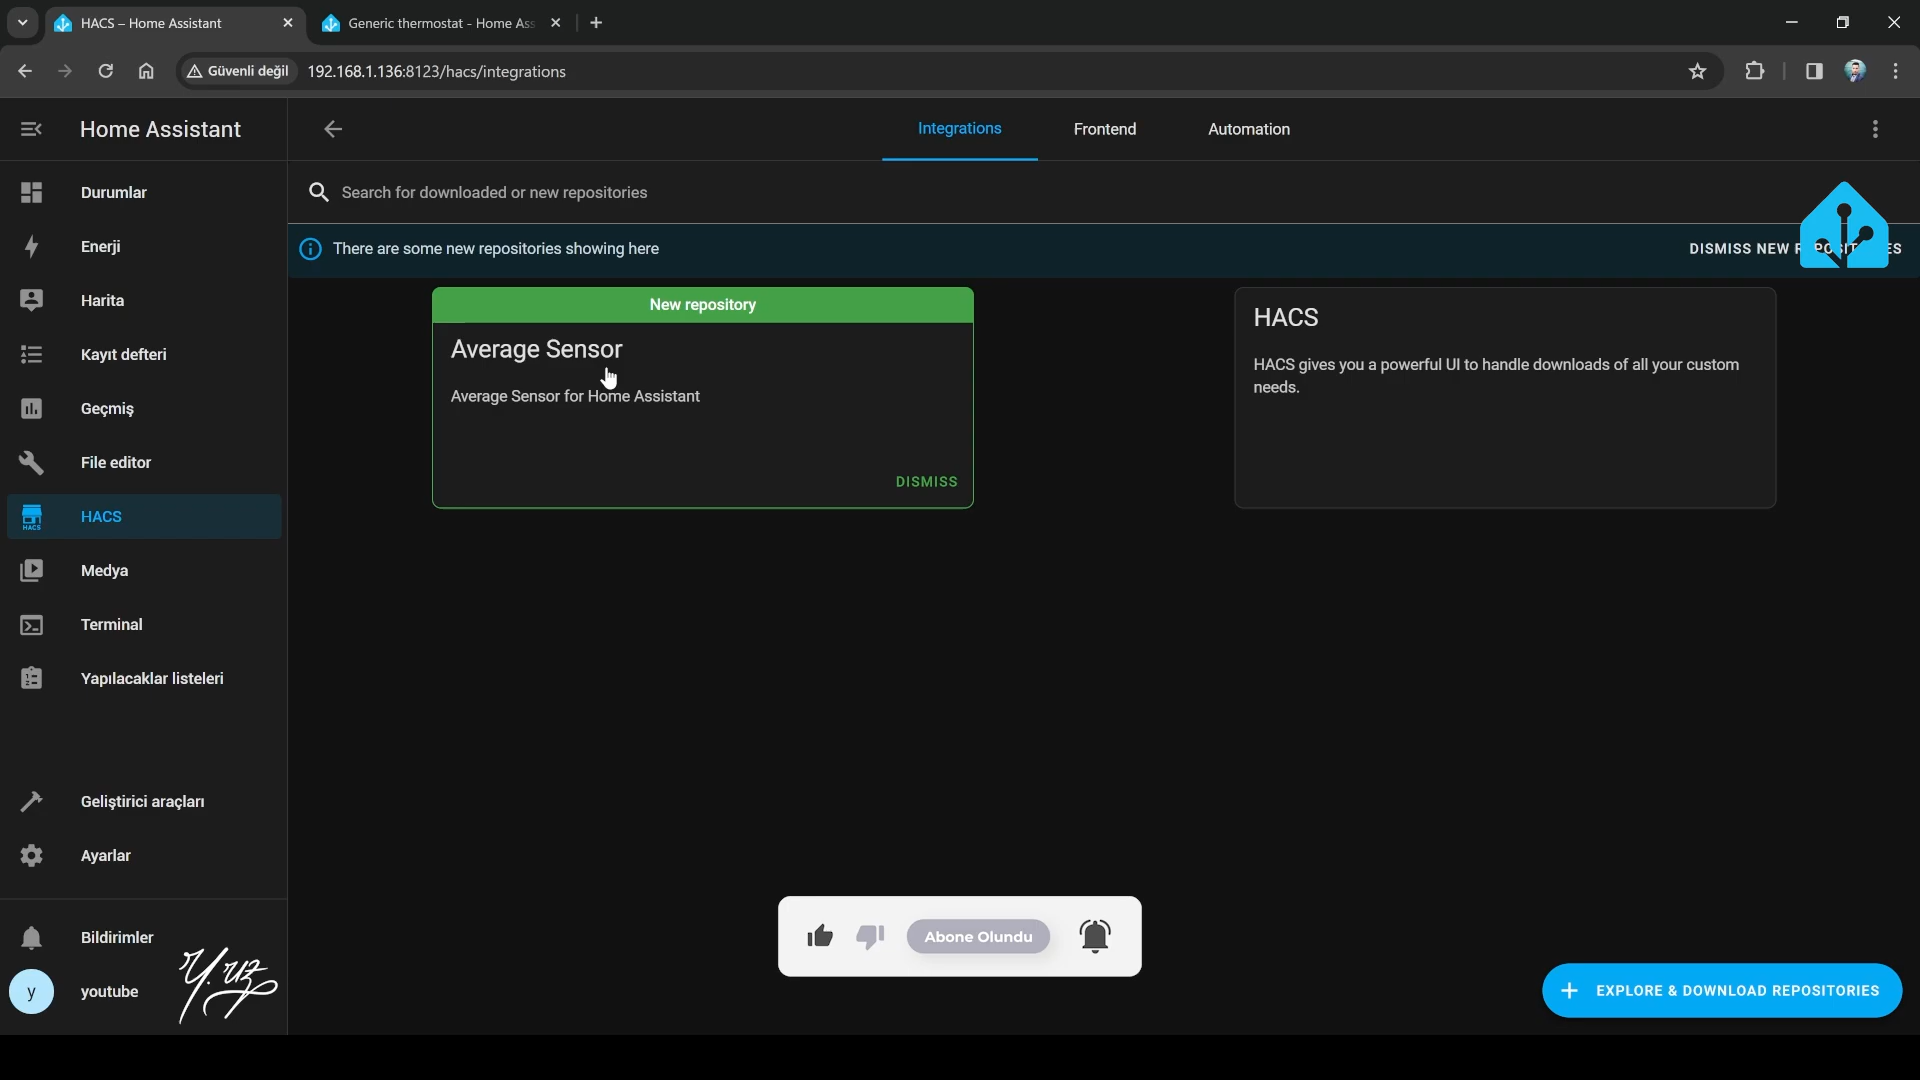 HACS – Home Assistant
Generic thermostat - Home Ass
Güvenli değil
192.168.1.136:8123/hacs/integrations
Home Assistant
Integrations
Frontend
Automation
Durumlar
Enerji
Harita
Kayıt defteri
Geçmiş
File editor
HACS
HACS
Medya
Terminal
Yapılacaklar listeleri
Geliştirici araçları
Ayarlar
Bildirimler
y
youtube
Y.ruz
Search for downloaded or new repositories
There are some new repositories showing here
DISMISS NEW
New repository
Average Sensor
Average Sensor for Home Assistant
DISMISS
HACS
HACS gives you a powerful UI to handle downloads of all your custom
needs.
Abone Olundu
EXPLORE & DOWNLOAD REPOSITORIES